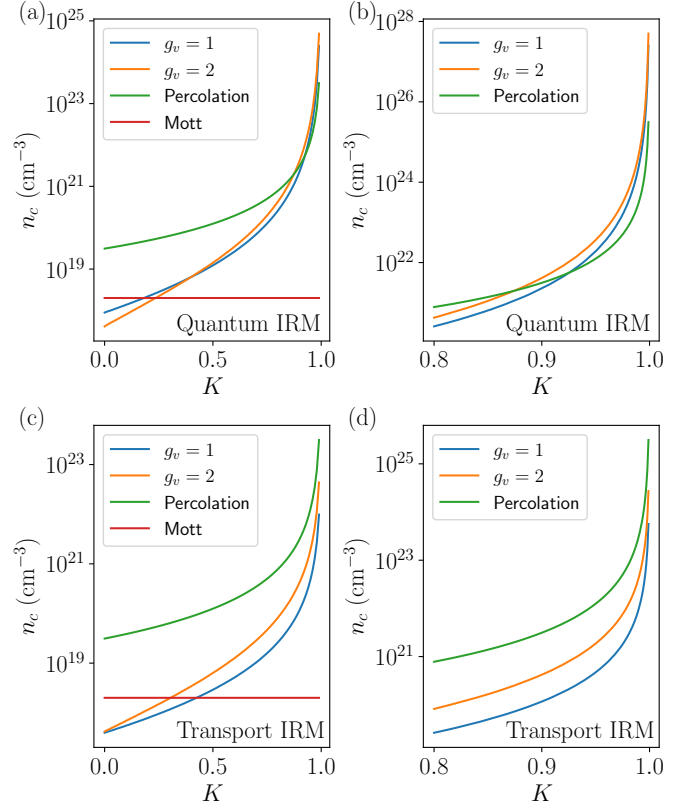 (a)
10^25
10^23
10^21
10^19
n_c (cm^−3)
g_v = 1
g_v = 2
Percolation
Mott
Quantum IRM
0.0
0.5
1.0
K
(b)
10^28
10^26
10^24
10^22
n_c (cm^−3)
g_v = 1
g_v = 2
Percolation
Quantum IRM
0.8
0.9
1.0
K
(c)
10^23
10^21
10^19
n_c (cm^−3)
g_v = 1
g_v = 2
Percolation
Mott
Transport IRM
0.0
0.5
1.0
K
(d)
10^25
10^23
10^21
n_c (cm^−3)
g_v = 1
g_v = 2
Percolation
Transport IRM
0.8
0.9
1.0
K